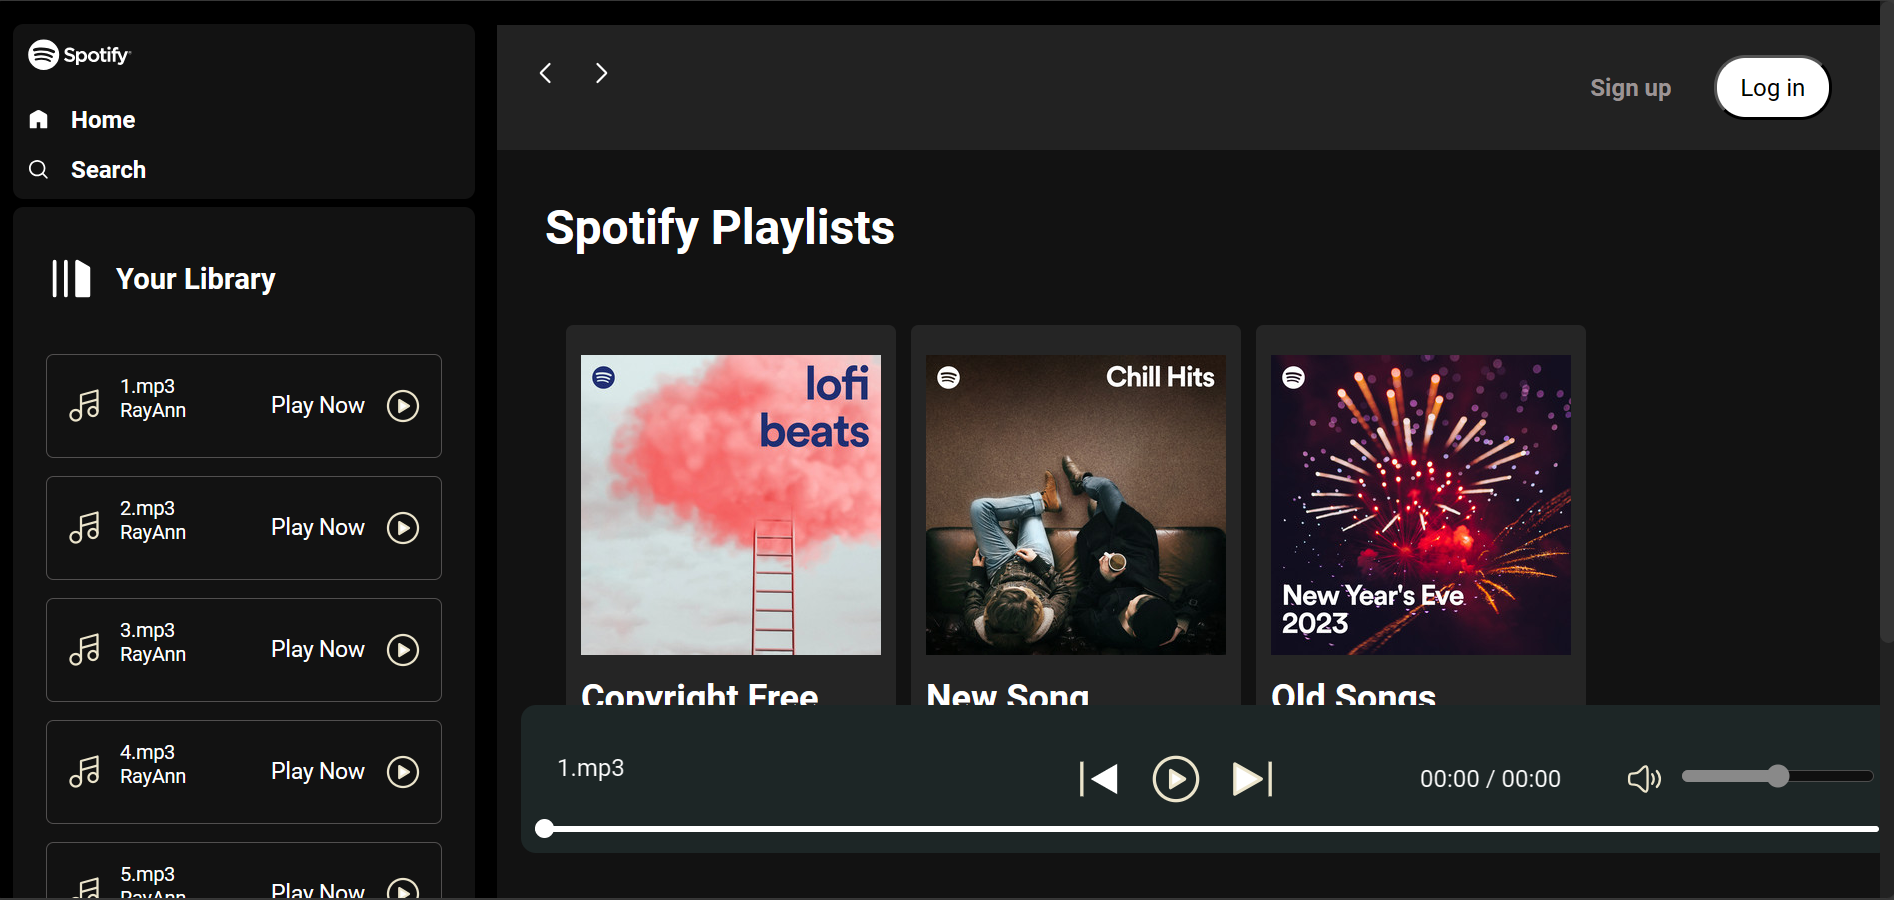 Spotify
Home
Search
Your Library
1.mp3
RayAnn
Play Now
2.mp3
RayAnn
Play Now
3.mp3
RayAnn
Play Now
4.mp3
RayAnn
Play Now
5.mp3
RayAnn
Play Now
Sign up
Log in
Spotify Playlists
lofi
beats
Copyright Free
Chill Hits
New Song
New Year's Eve
2023
Old Songs
1.mp3
00:00 / 00:00